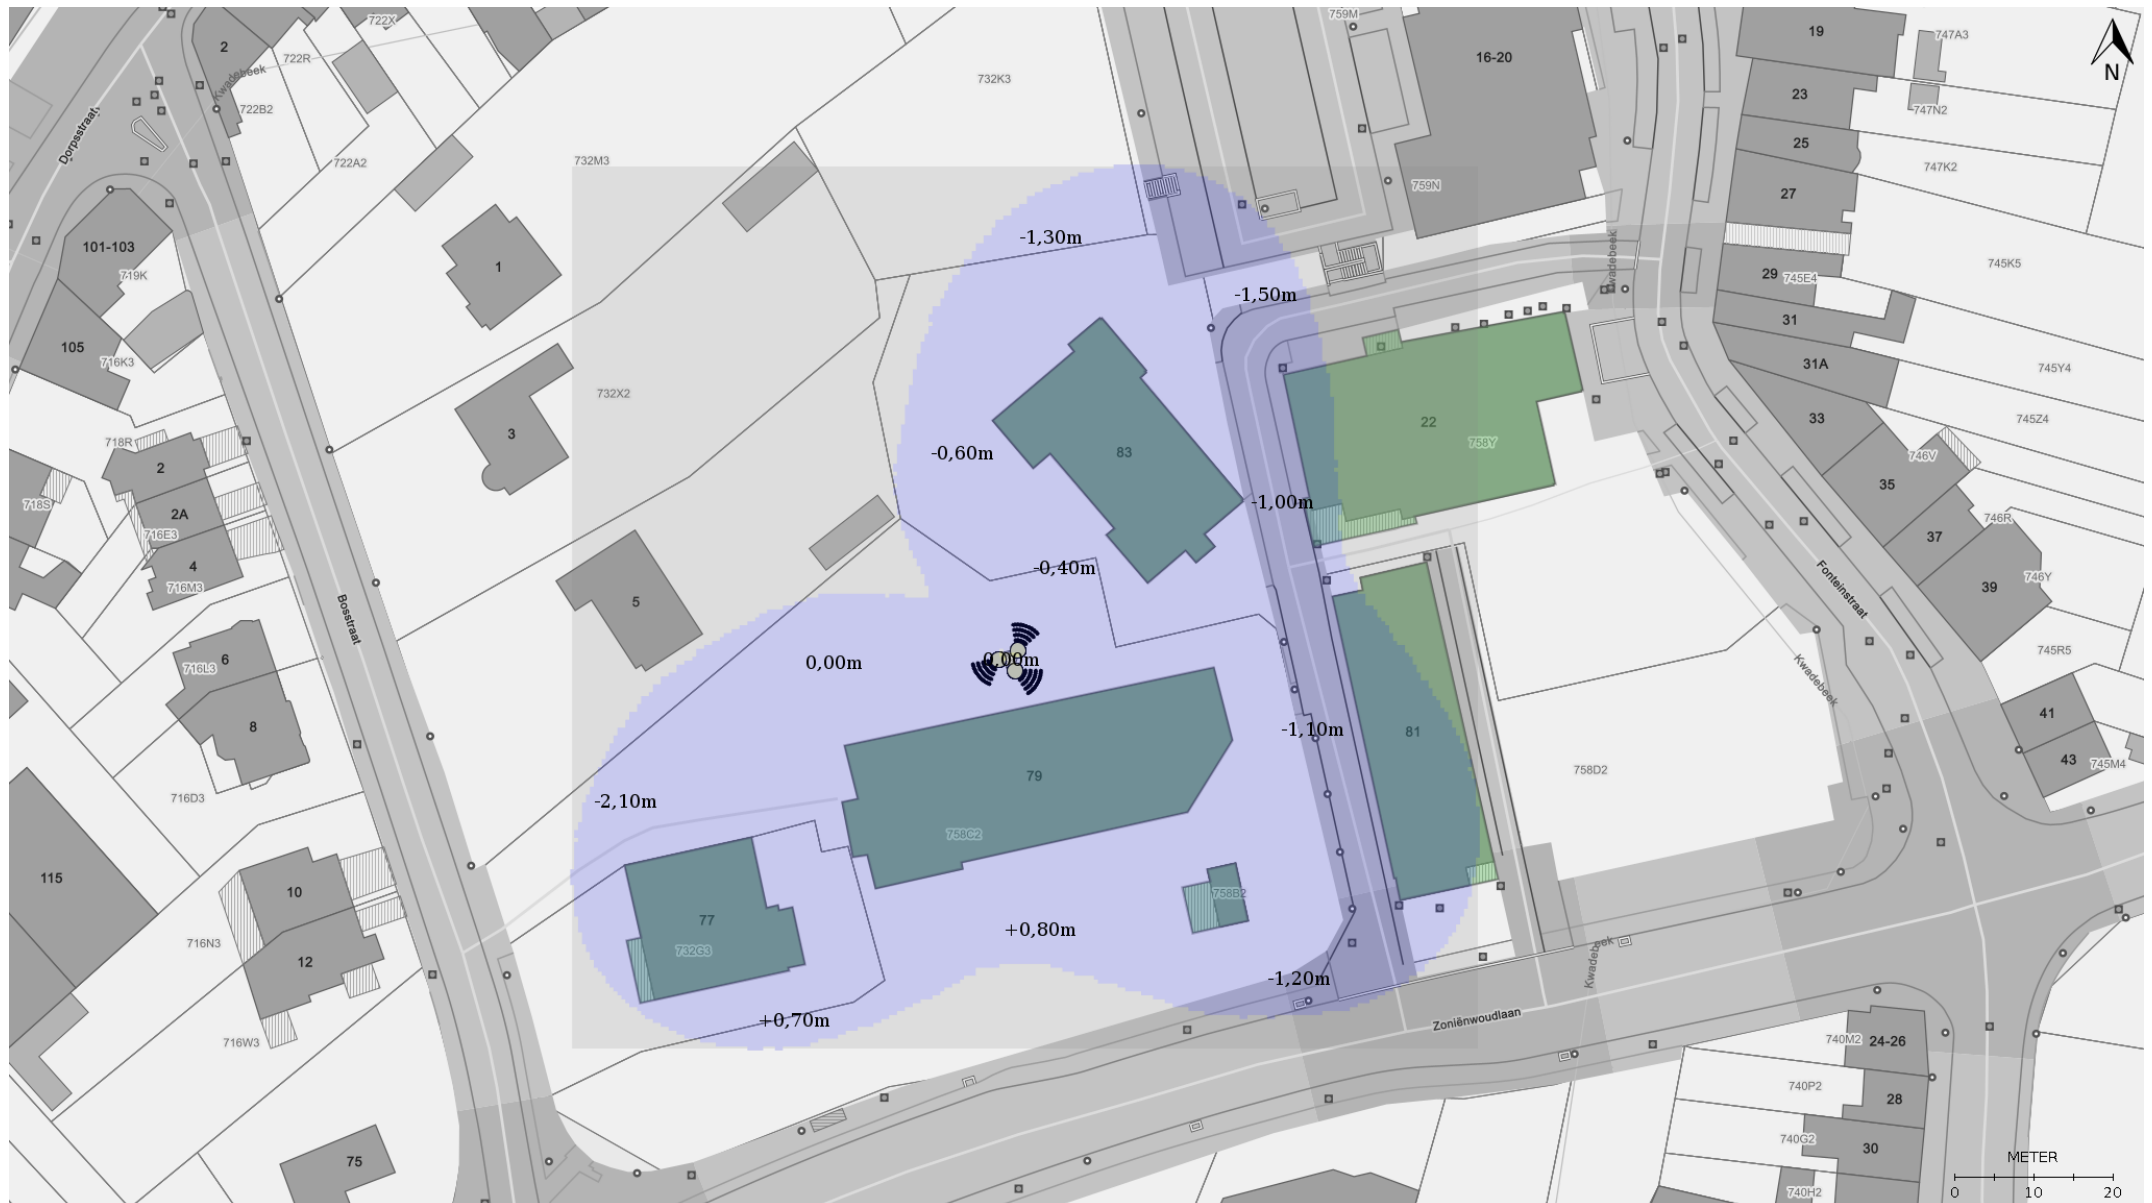 722X
759M
2
722R
Kwadebeek
722B2
732K3
16-20
19
747A3
N
23
747N2
Dorpsstraat
722A2
732M3
25
747K2
759N
27
101-103
719K
1
-1,30m
Kwadebeek
745K5
29
745E4
-1,50m
31
105
716K3
31A
745Y4
732X2
3
22
758Y
33
745Z4
718R
2
-0,60m
83
746V
35
718S
2A
716E3
-1,00m
746R
37
4
716M3
-0,40m
39
746Y
Bosstraat
5
Fonteinstraat
6
716L3
0,00m
0,00m
745R5
Kwadebeek
8
-1,10m
81
41
43
745M4
716D3
-2,10m
79
758C2
758D2
115
10
758B2
77
732G3
+0,80m
716N3
12
Kwadebeek
-1,20m
+0,70m
Zoniënwoudlaan
716W3
740M2
24-26
740P2
28
740G2
30
75
METER
740H2
0
10
20